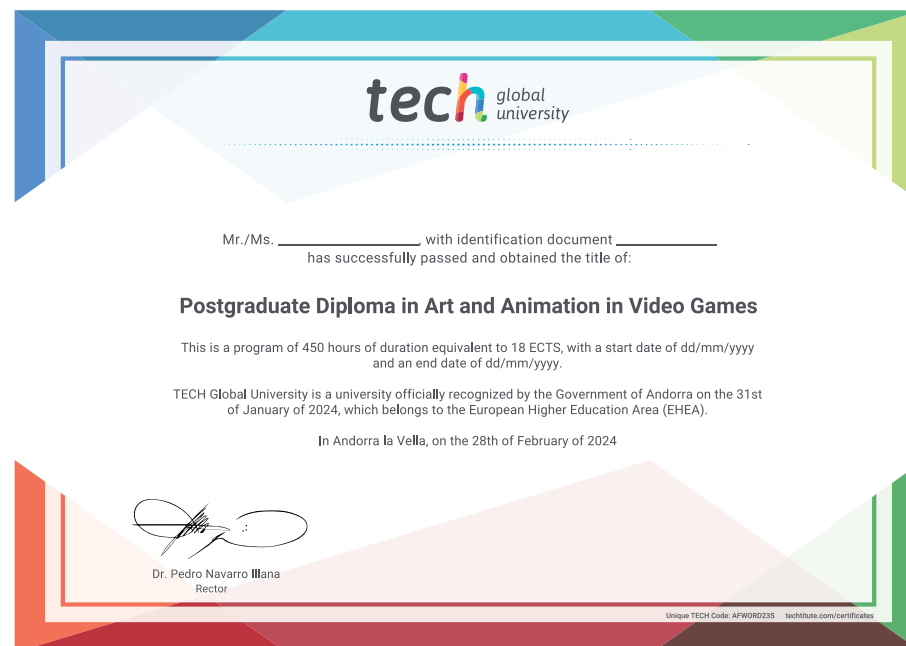 tech global university
Mr./Ms. ____________, with identification document ____________
has successfully passed and obtained the title of:
Postgraduate Diploma in Art and Animation in Video Games
This is a program of 450 hours of duration equivalent to 18 ECTS, with a start date of dd/mm/yyyy
and an end date of dd/mm/yyyy.
TECH Global University is a university officially recognized by the Government of Andorra on the 31st
of January of 2024, which belongs to the European Higher Education Area (EHEA).
In Andorra la Vella, on the 28th of February of 2024
Dr. Pedro Navarro Illana
Rector
Unique TECH Code: AFWORD23S techtitute.com/certificates